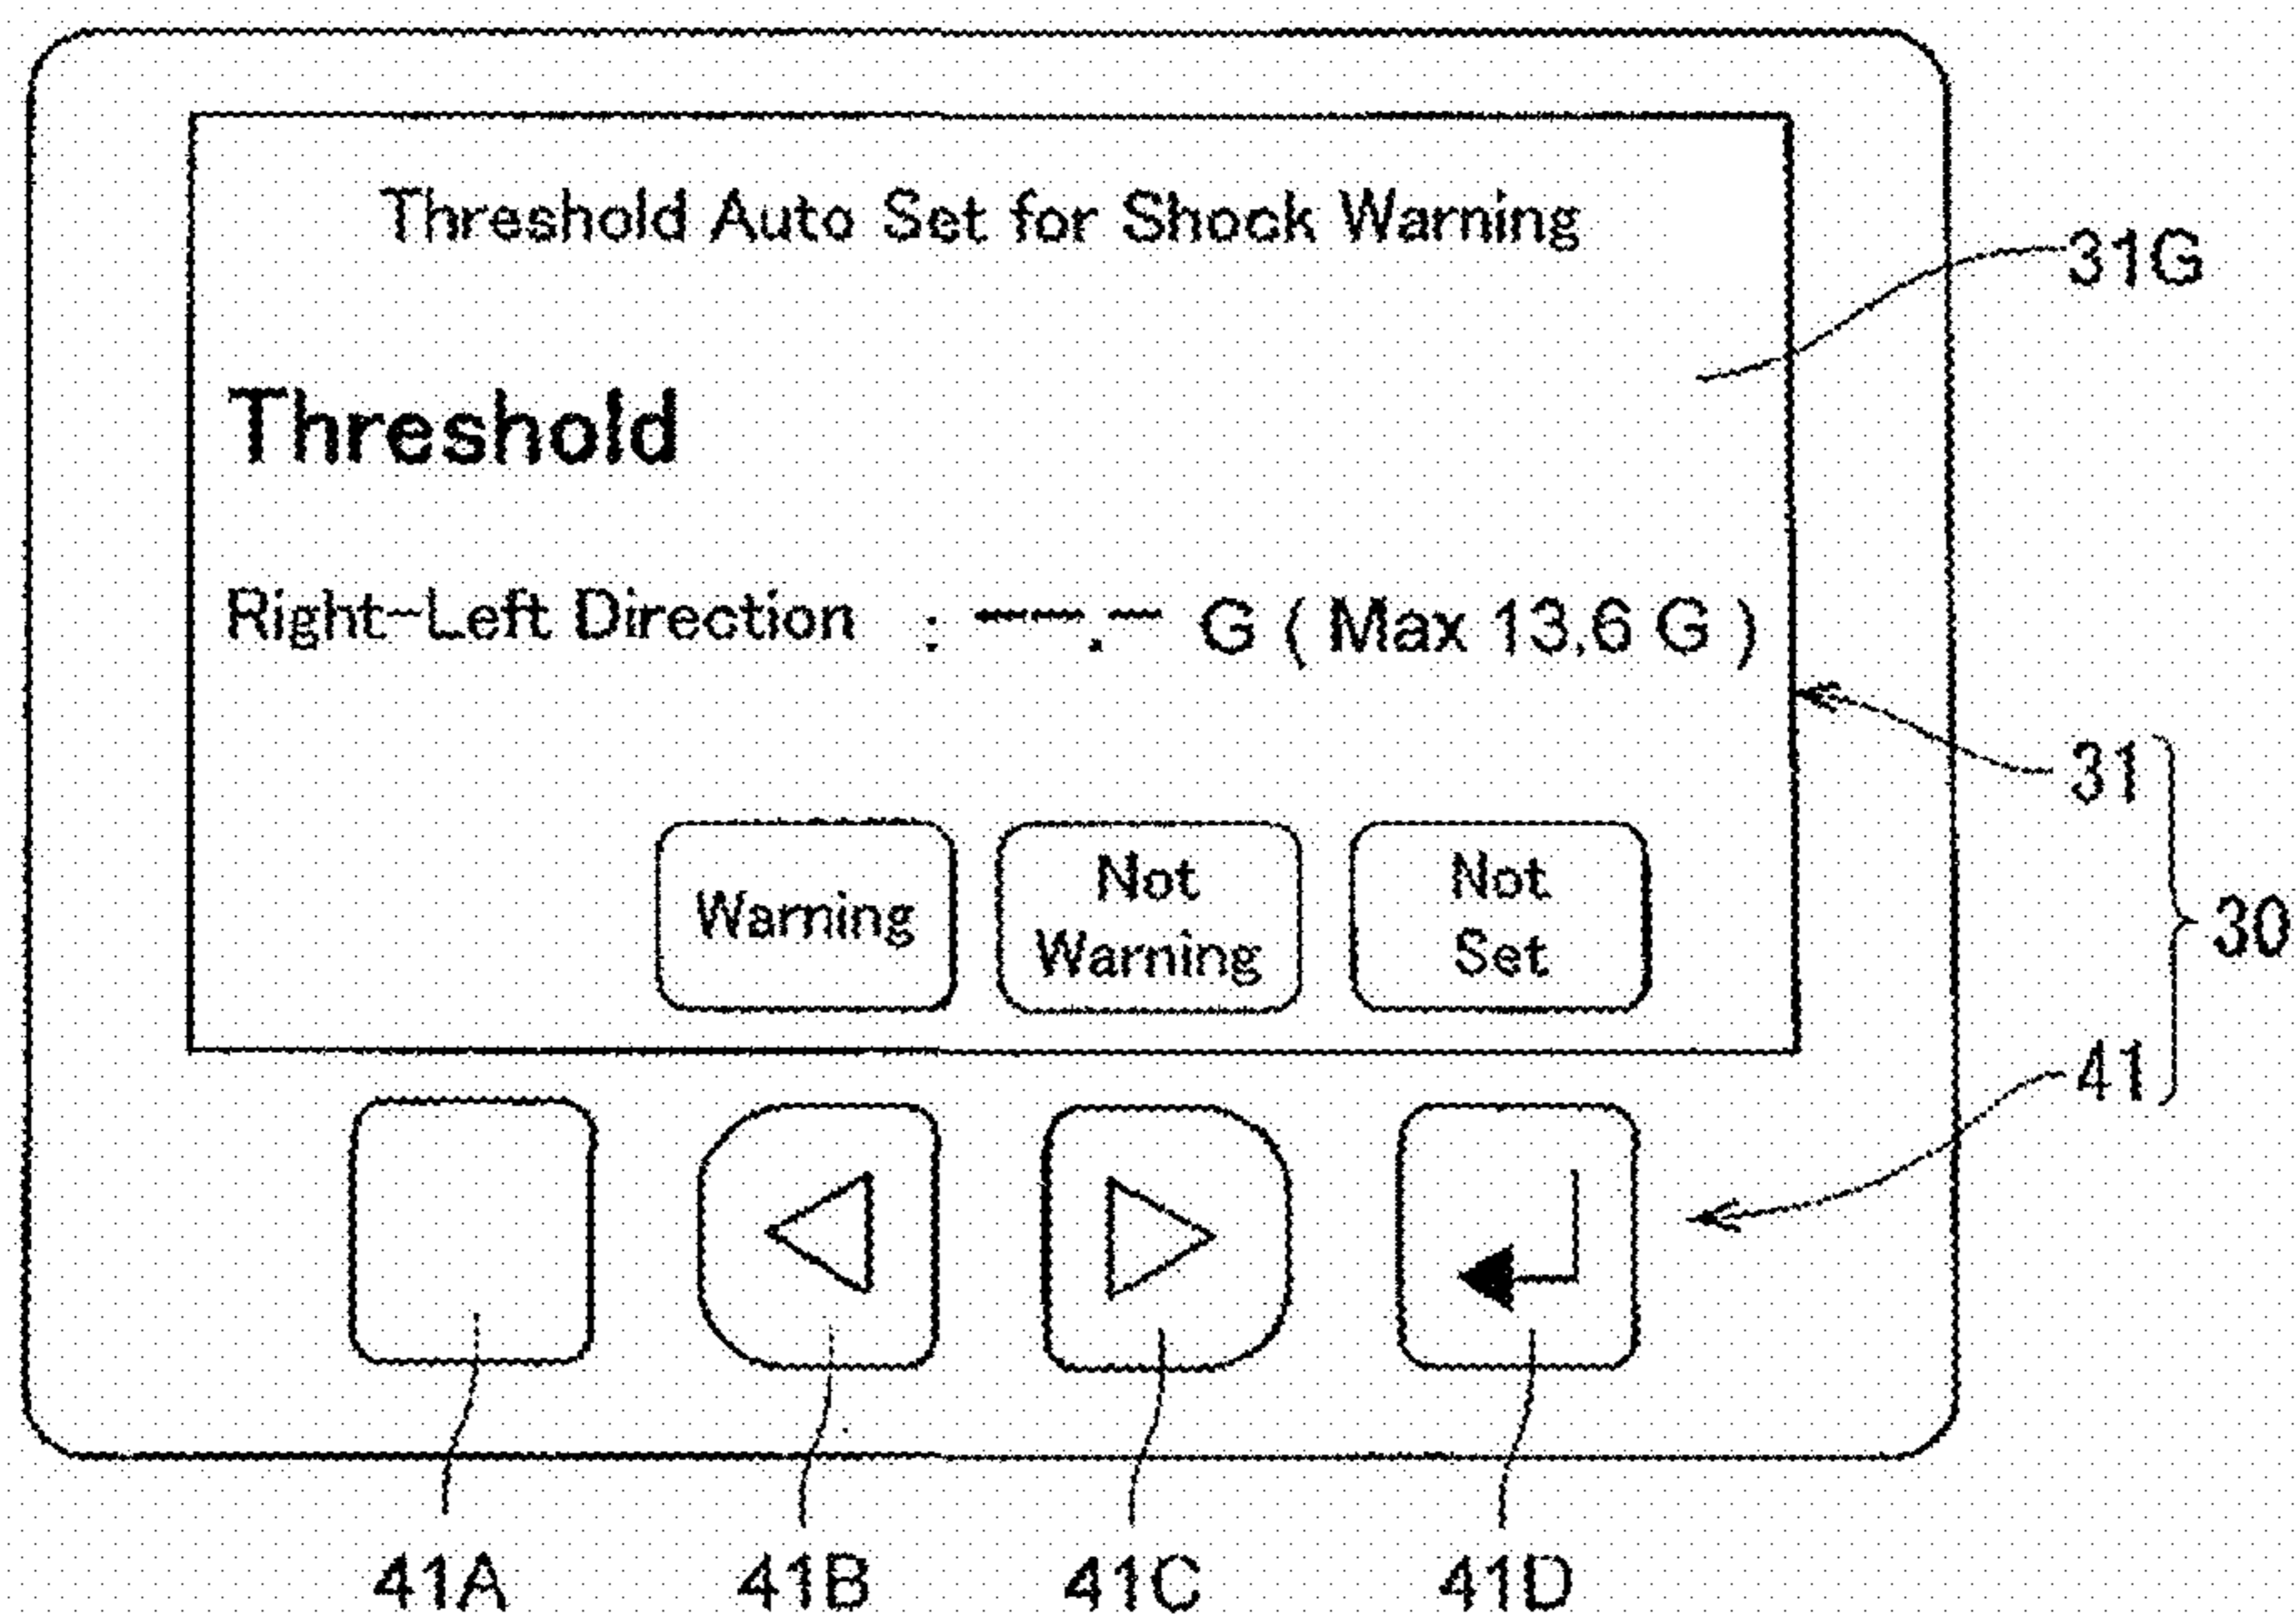 Threshold Auto Set for Shock Warning
31G
Threshold
Right-Left Direction : ---.-- G ( Max 13.6 G )
31
Warning
Not
Warning
Not
Set
30
41
41A
41B
41C
41D